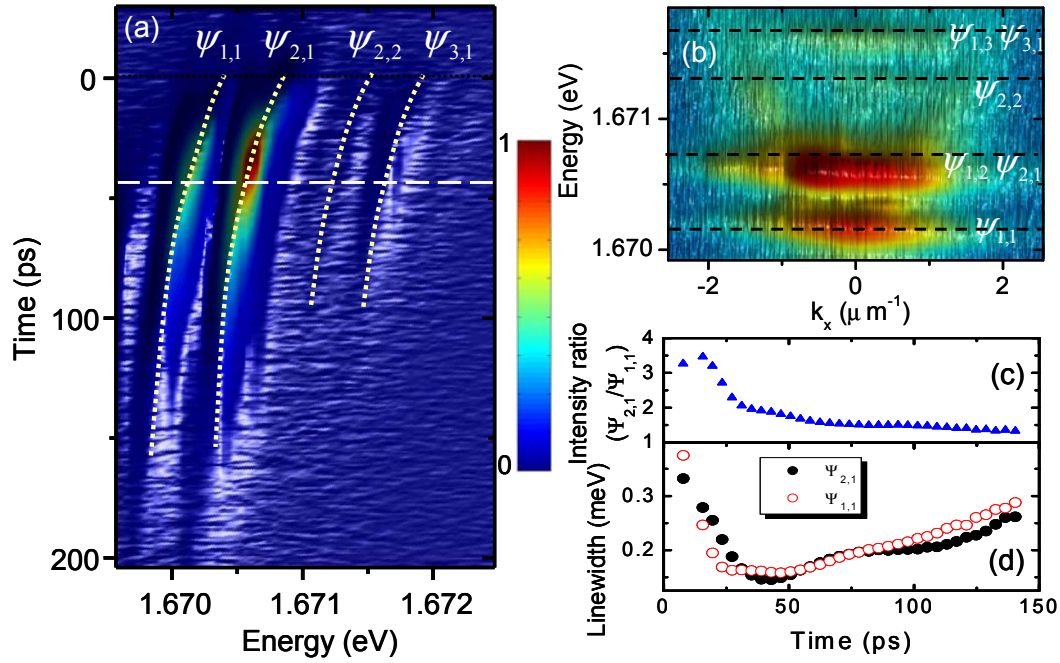 (a)
ψ1,1 ψ2,1 ψ2,2 ψ3,1
0
50
100
150
200
Time (ps)
1.670 1.671 1.672
Energy (eV)
1
0
(b)
ψ1,3 ψ3,1
ψ2,2
ψ1,2 ψ2,1
ψ1,1
1.671
1.670
Energy (eV)
-2 0 2
kx (μ m-1)
(c)
4
3
2
1
Intensity ratio
(Ψ2,1/Ψ1,1)
(d)
Ψ2,1
Ψ1,1
0.3
0.2
Linewidth (meV)
0 50 100 150
Time (ps)